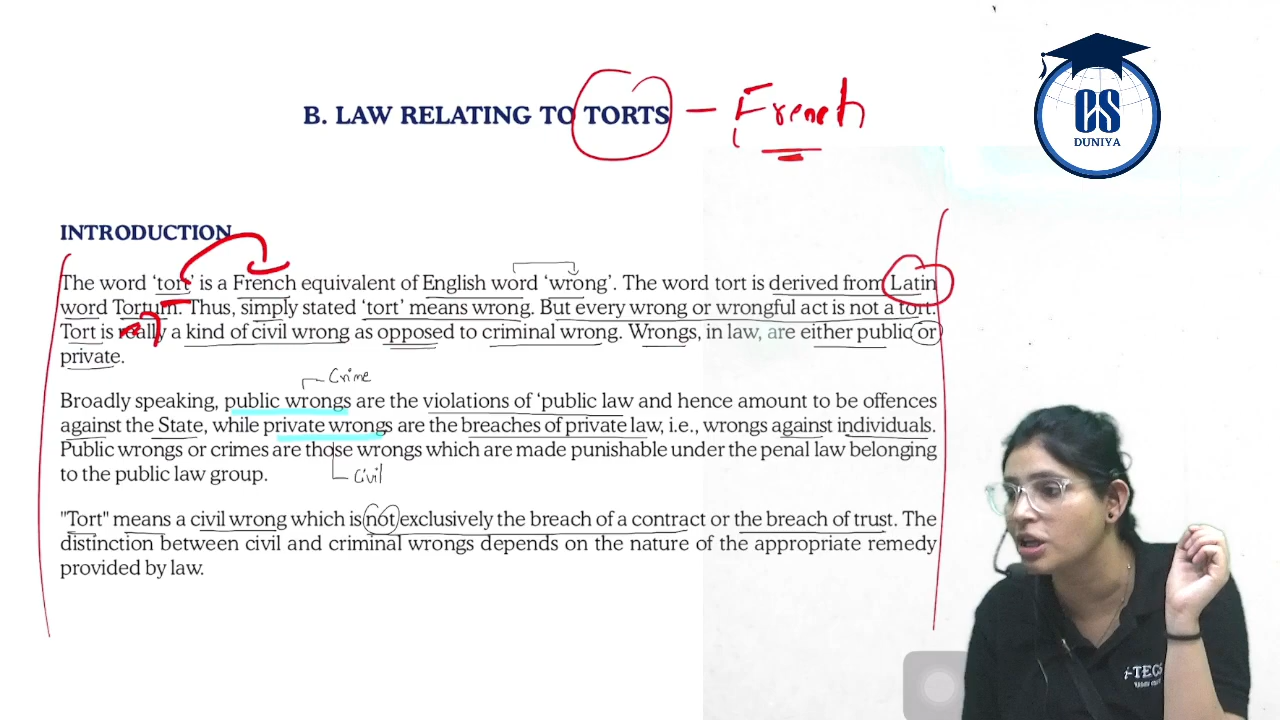 B. LAW RELATING TO TORTS – French
CS
DUNIYA
INTRODUCTION
The word ‘tort’ is a French equivalent of English word ‘wrong’. The word tort is derived from Latin
word Tortum. Thus, simply stated ‘tort’ means wrong. But every wrong or wrongful act is not a tort.
Tort is really a kind of civil wrong as opposed to criminal wrong. Wrongs, in law, are either public or
private.
Crime
Broadly speaking, public wrongs are the violations of ‘public law and hence amount to be offences
against the State, while private wrongs are the breaches of private law, i.e., wrongs against individuals.
Public wrongs or crimes are those wrongs which are made punishable under the penal law belonging
to the public law group.
Civil
"Tort" means a civil wrong which is not exclusively the breach of a contract or the breach of trust. The
distinction between civil and criminal wrongs depends on the nature of the appropriate remedy
provided by law.